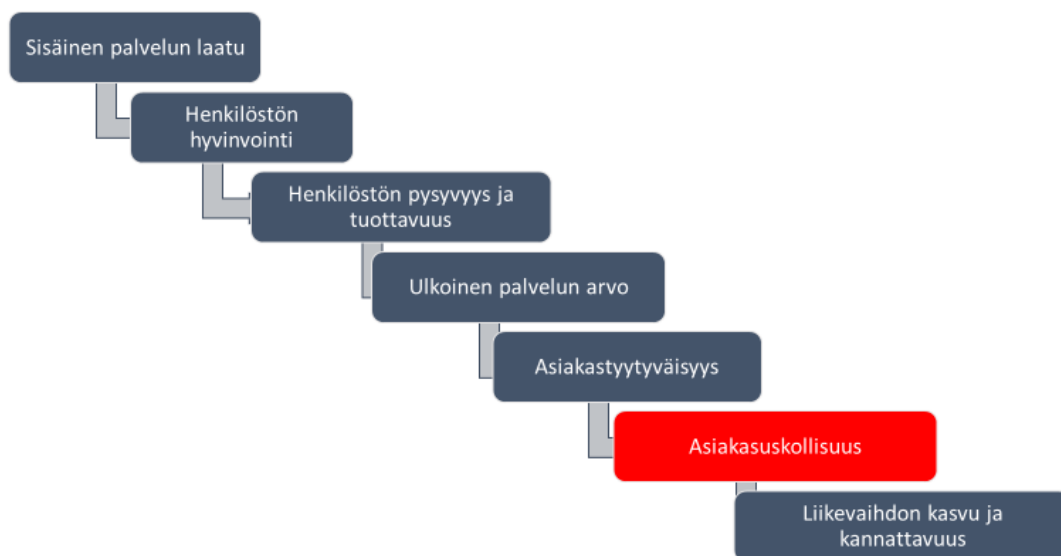 Sisäinen palvelun laatu
Henkilöstön
hyvinvointi
Henkilöstön pysyvyys ja
tuottavuus
Ulkoinen palvelun arvo
Asiakastyytyväisyys
Asiakasuskollisuus
Liikevaihdon kasvu ja
kannattavuus